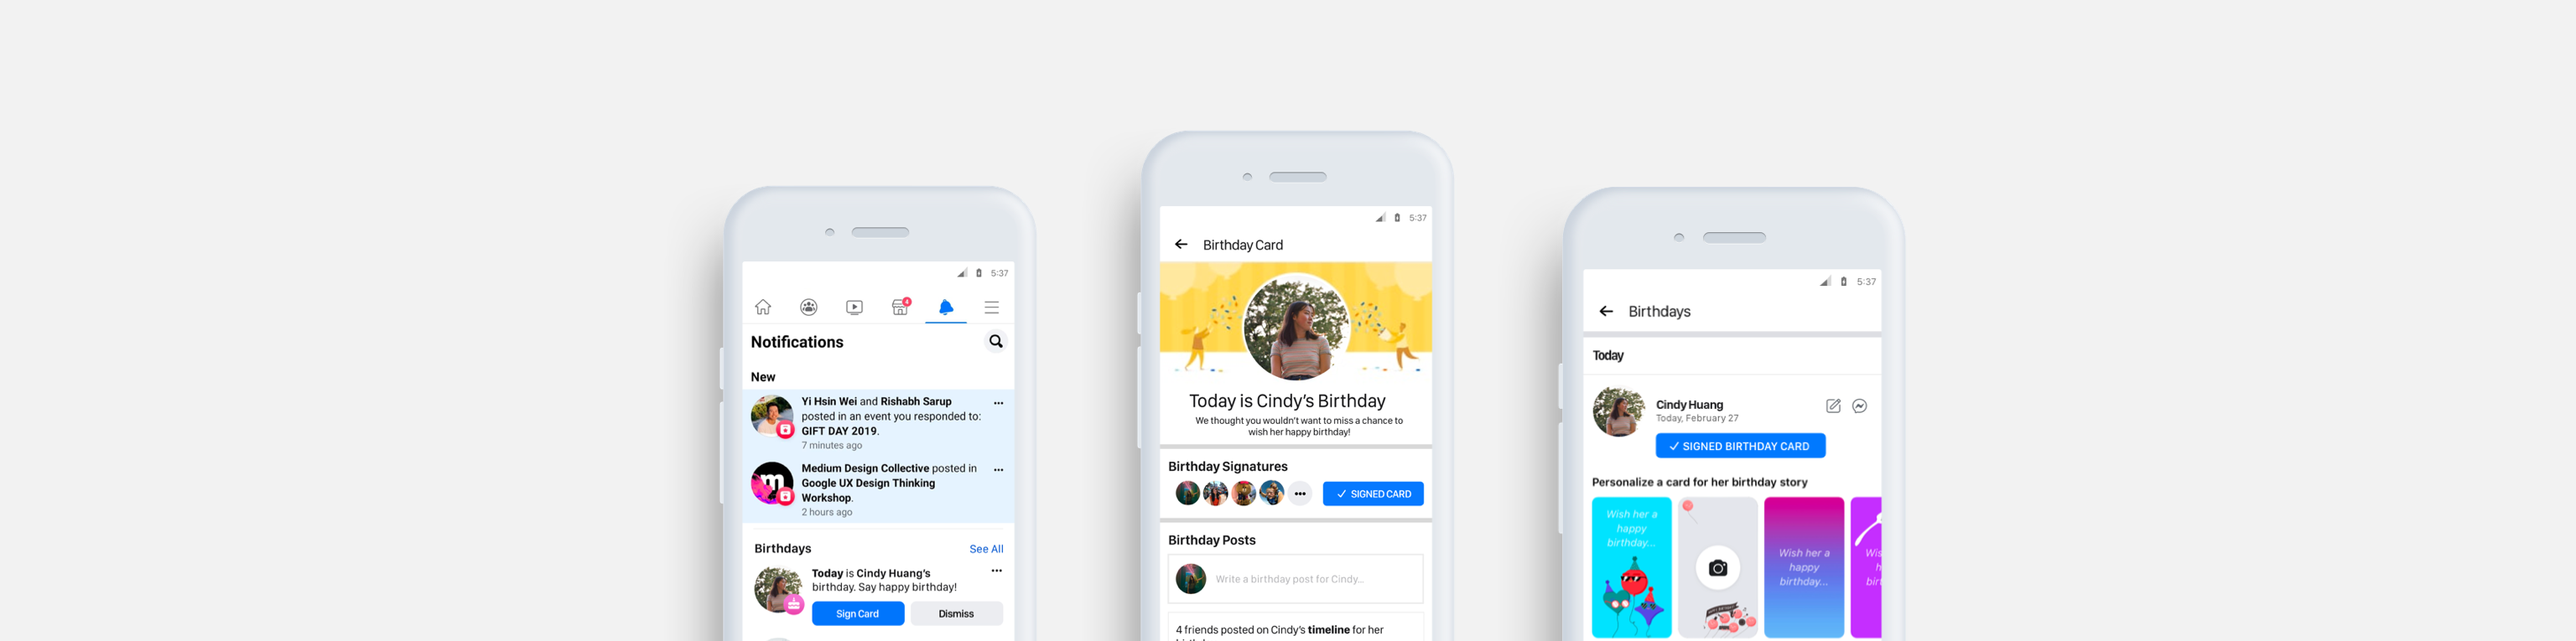 5:37
4
Notifications
New
Yi Hsin Wei and Rishabh Sarup
posted in an event you responded to:
GIFT DAY 2019.
7 minutes ago
Medium Design Collective posted in
Google UX Design Thinking
Workshop.
2 hours ago
Birthdays
See All
Today is Cindy Huang's
birthday. Say happy birthday!
Sign Card
Dismiss
5:37
Birthday Card
Today is Cindy's Birthday
We thought you wouldn't want to miss a chance to
wish her happy birthday!
Birthday Signatures
SIGNED CARD
Birthday Posts
Write a birthday post for Cindy...
4 friends posted on Cindy's timeline for her
5:37
Birthdays
Today
Cindy Huang
Today, February 27
SIGNED BIRTHDAY CARD
Personalize a card for her birthday story
Wish her a
happy
birthday...
Wish her a
happy
birthday...